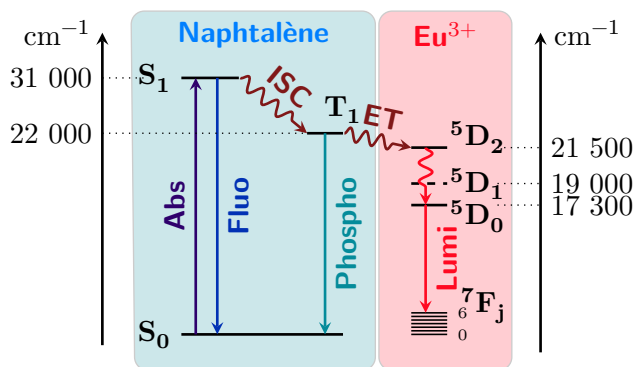 Naphtalène
Eu³⁺
cm⁻¹
cm⁻¹
31 000
S₁
ISC
22 000
T₁
ET
⁵D₂
21 500
⁵D₁
19 000
⁵D₀
17 300
Abs
Fluo
Phospho
Lumi
⁷Fⱼ
6
0
S₀